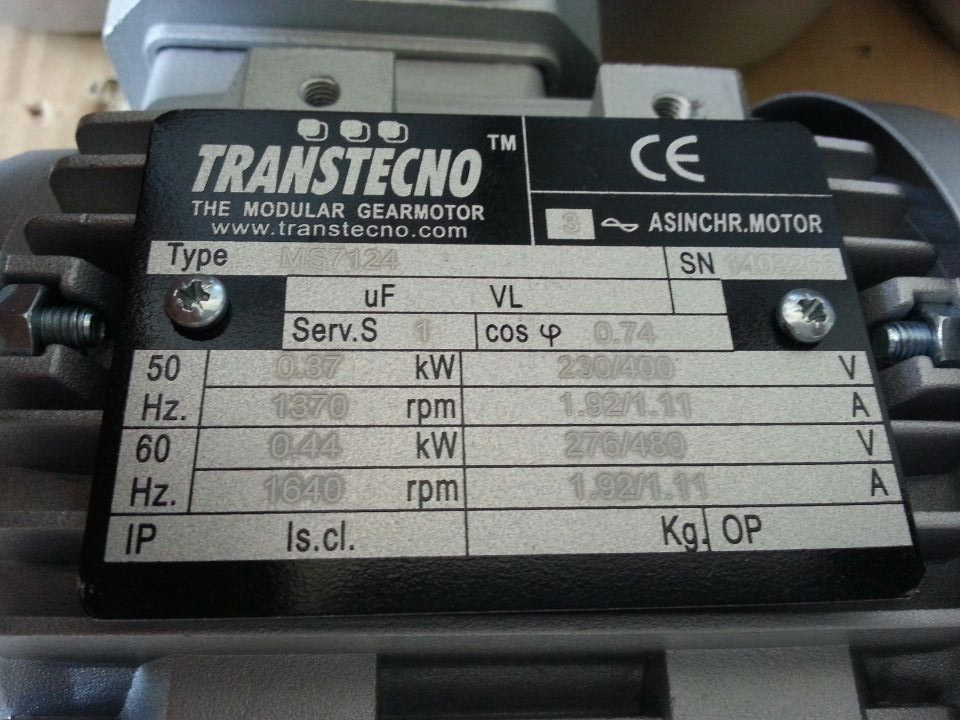 TRANSTECNO TM
THE MODULAR GEARMOTOR
www.transtecno.com
CE
3 ~ ASINCHR.MOTOR
Type MS7124 SN
uF VL
Serv.S 1 cos φ 0.74
50 Hz. 0.37 kW 230/400 V
1370 rpm 1.92/1.11 A
60 Hz. 0.44 kW 276/480 V
1640 rpm 1.92/1.11 A
IP Is.cl. Kg. OP